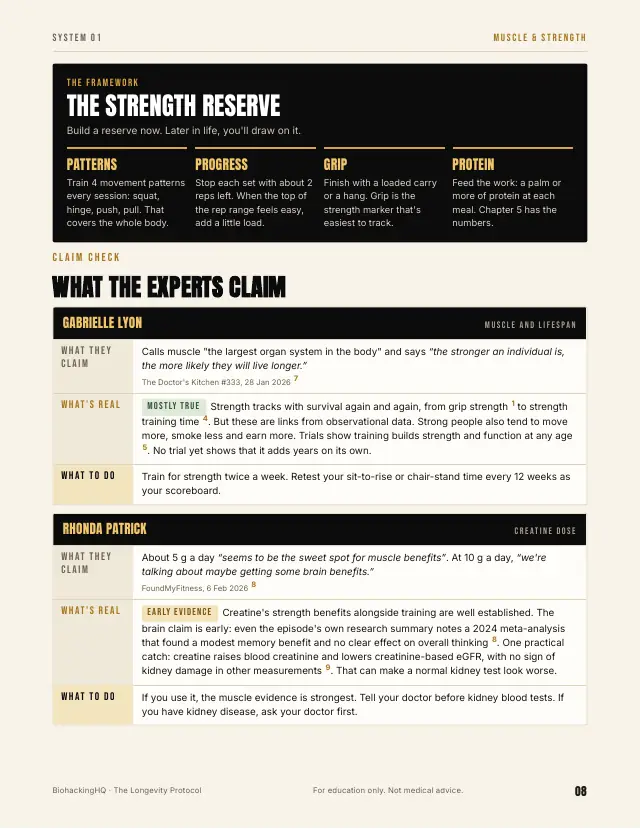 SYSTEM 01
MUSCLE & STRENGTH
THE FRAMEWORK
THE STRENGTH RESERVE
Build a reserve now. Later in life, you'll draw on it.
PATTERNS
Train 4 movement patterns
every session: squat,
hinge, push, pull. That
covers the whole body.
PROGRESS
Stop each set with about 2
reps left. When the top of
the rep range feels easy,
add a little load.
GRIP
Finish with a loaded carry
or a hang. Grip is the
strength marker that's
easiest to track.
PROTEIN
Feed the work: a palm or
more of protein at each
meal. Chapter 5 has the
numbers.
CLAIM CHECK
WHAT THE EXPERTS CLAIM
GABRIELLE LYON
MUSCLE AND LIFESPAN
WHAT THEY
CLAIM
Calls muscle "the largest organ system in the body" and says “the stronger an individual is,
the more likely they will live longer.”
The Doctor's Kitchen #333, 28 Jan 2026 7
WHAT'S REAL
MOSTLY TRUE Strength tracks with survival again and again, from grip strength 1 to strength
training time 4. But these are links from observational data. Strong people also tend to move
more, smoke less and earn more. Trials show training builds strength and function at any age
5. No trial yet shows that it adds years on its own.
WHAT TO DO
Train for strength twice a week. Retest your sit-to-rise or chair-stand time every 12 weeks as
your scoreboard.
RHONDA PATRICK
CREATINE DOSE
WHAT THEY
CLAIM
About 5 g a day “seems to be the sweet spot for muscle benefits”. At 10 g a day, “we're
talking about maybe getting some brain benefits.”
FoundMyFitness, 6 Feb 2026 8
WHAT'S REAL
EARLY EVIDENCE Creatine's strength benefits alongside training are well established. The
brain claim is early: even the episode's own research summary notes a 2024 meta-analysis
that found a modest memory benefit and no clear effect on overall thinking 8. One practical
catch: creatine raises blood creatinine and lowers creatinine-based eGFR, with no sign of
kidney damage in other measurements 9. That can make a normal kidney test look worse.
WHAT TO DO
If you use it, the muscle evidence is strongest. Tell your doctor before kidney blood tests. If
you have kidney disease, ask your doctor first.
BiohackingHQ · The Longevity Protocol
For education only. Not medical advice.
08